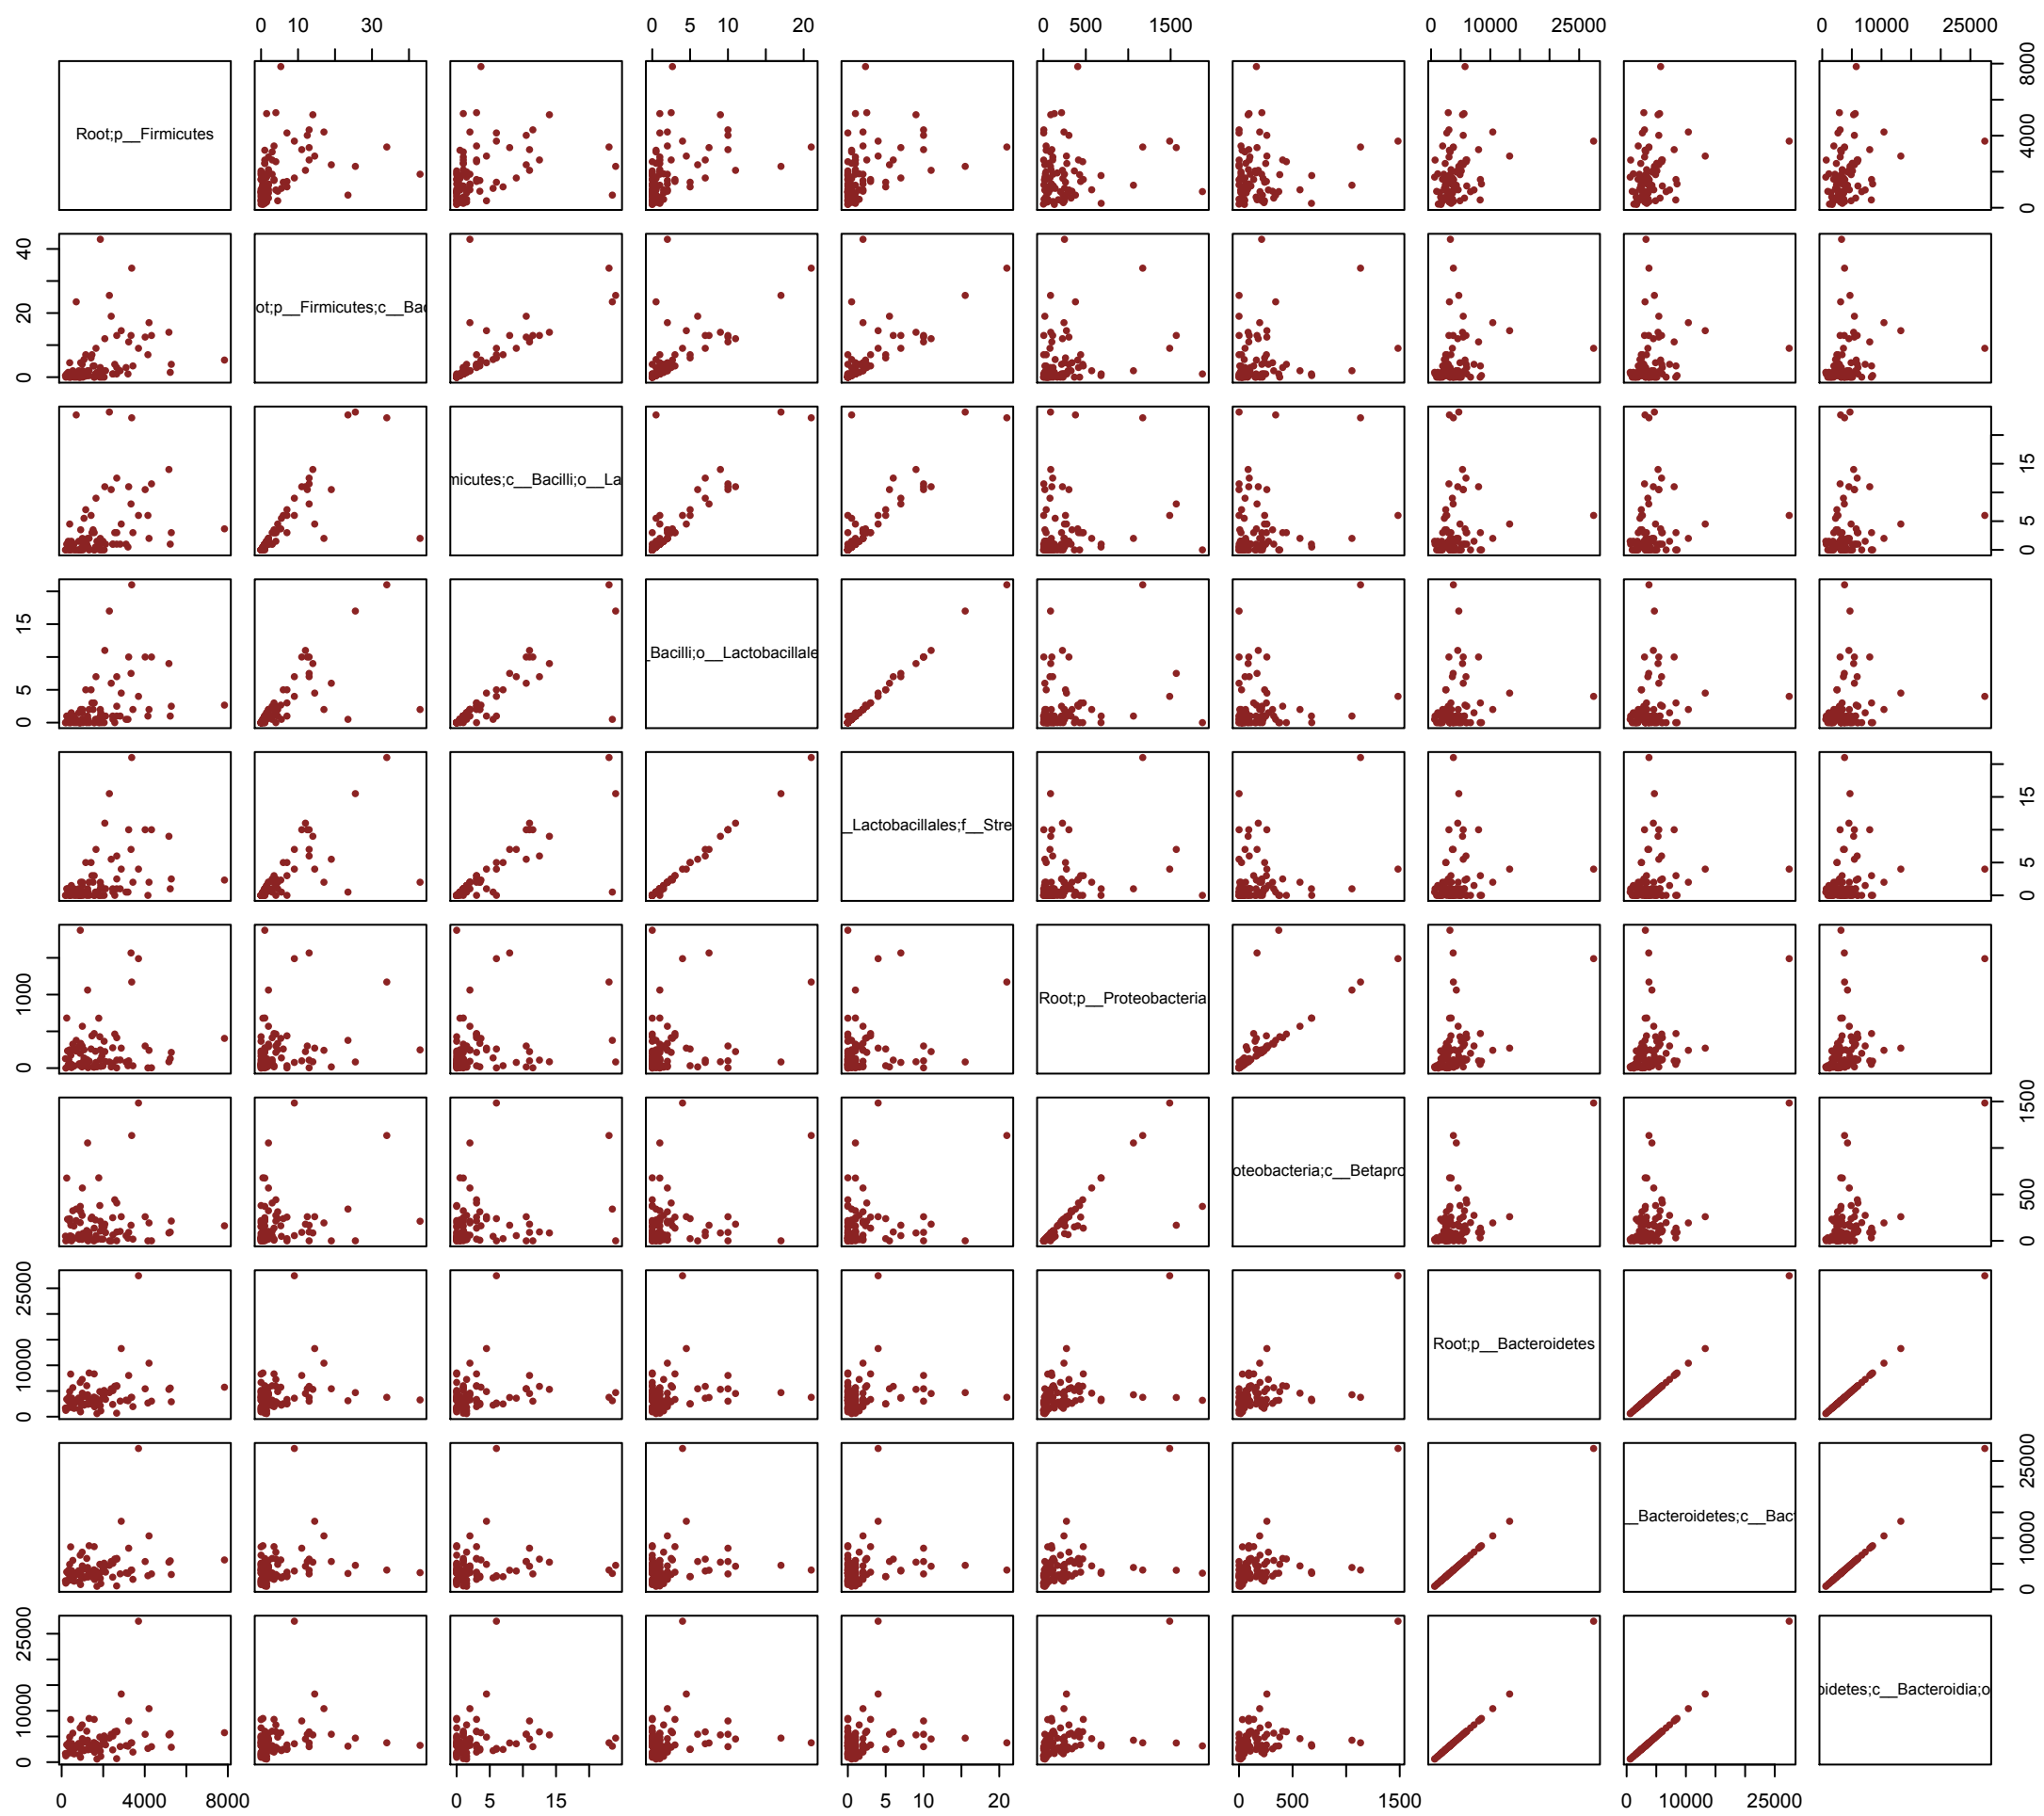 0 10 30
0 5 10 20
0 500 1500
0 10000 25000
0 10000 25000
Root;p__Firmicutes
0 4000 8000
0 20 40
ot;p__Firmicutes;c__Bac
micutes;c__Bacilli;o__La
0 5 15
0 5 15
_Bacilli;o__Lactobacillale
__Lactobacillales;f__Stre
0 5 15
0 1000
Root;p__Proteobacteria
oteobacteria;c__Betapro
0 500 1500
0 10000 25000
Root;p__Bacteroidetes
__Bacteroidetes;c__Bact
0 10000 25000
0 10000 25000
oidetes;c__Bacteroidia;o
0 4000 8000
0 5 15
0 5 10 20
0 500 1500
0 10000 25000